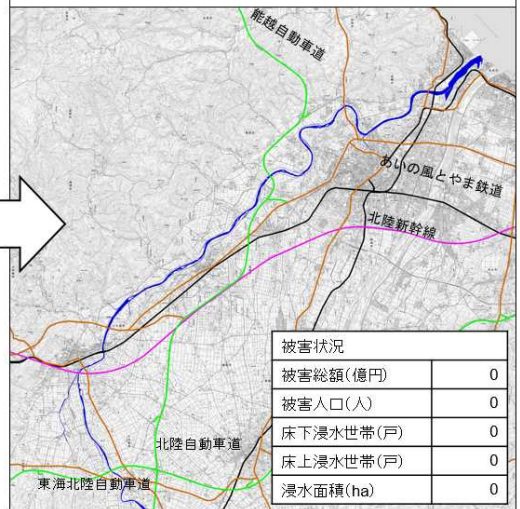 能越自動車道
あいの風とやま鉄道
北陸新幹線
北陸自動車道
東海北陸自動車道
被害状況
被害総額(億円) 0
被害人口(人) 0
床下浸水世帯(戸) 0
床上浸水世帯(戸) 0
浸水面積(ha) 0